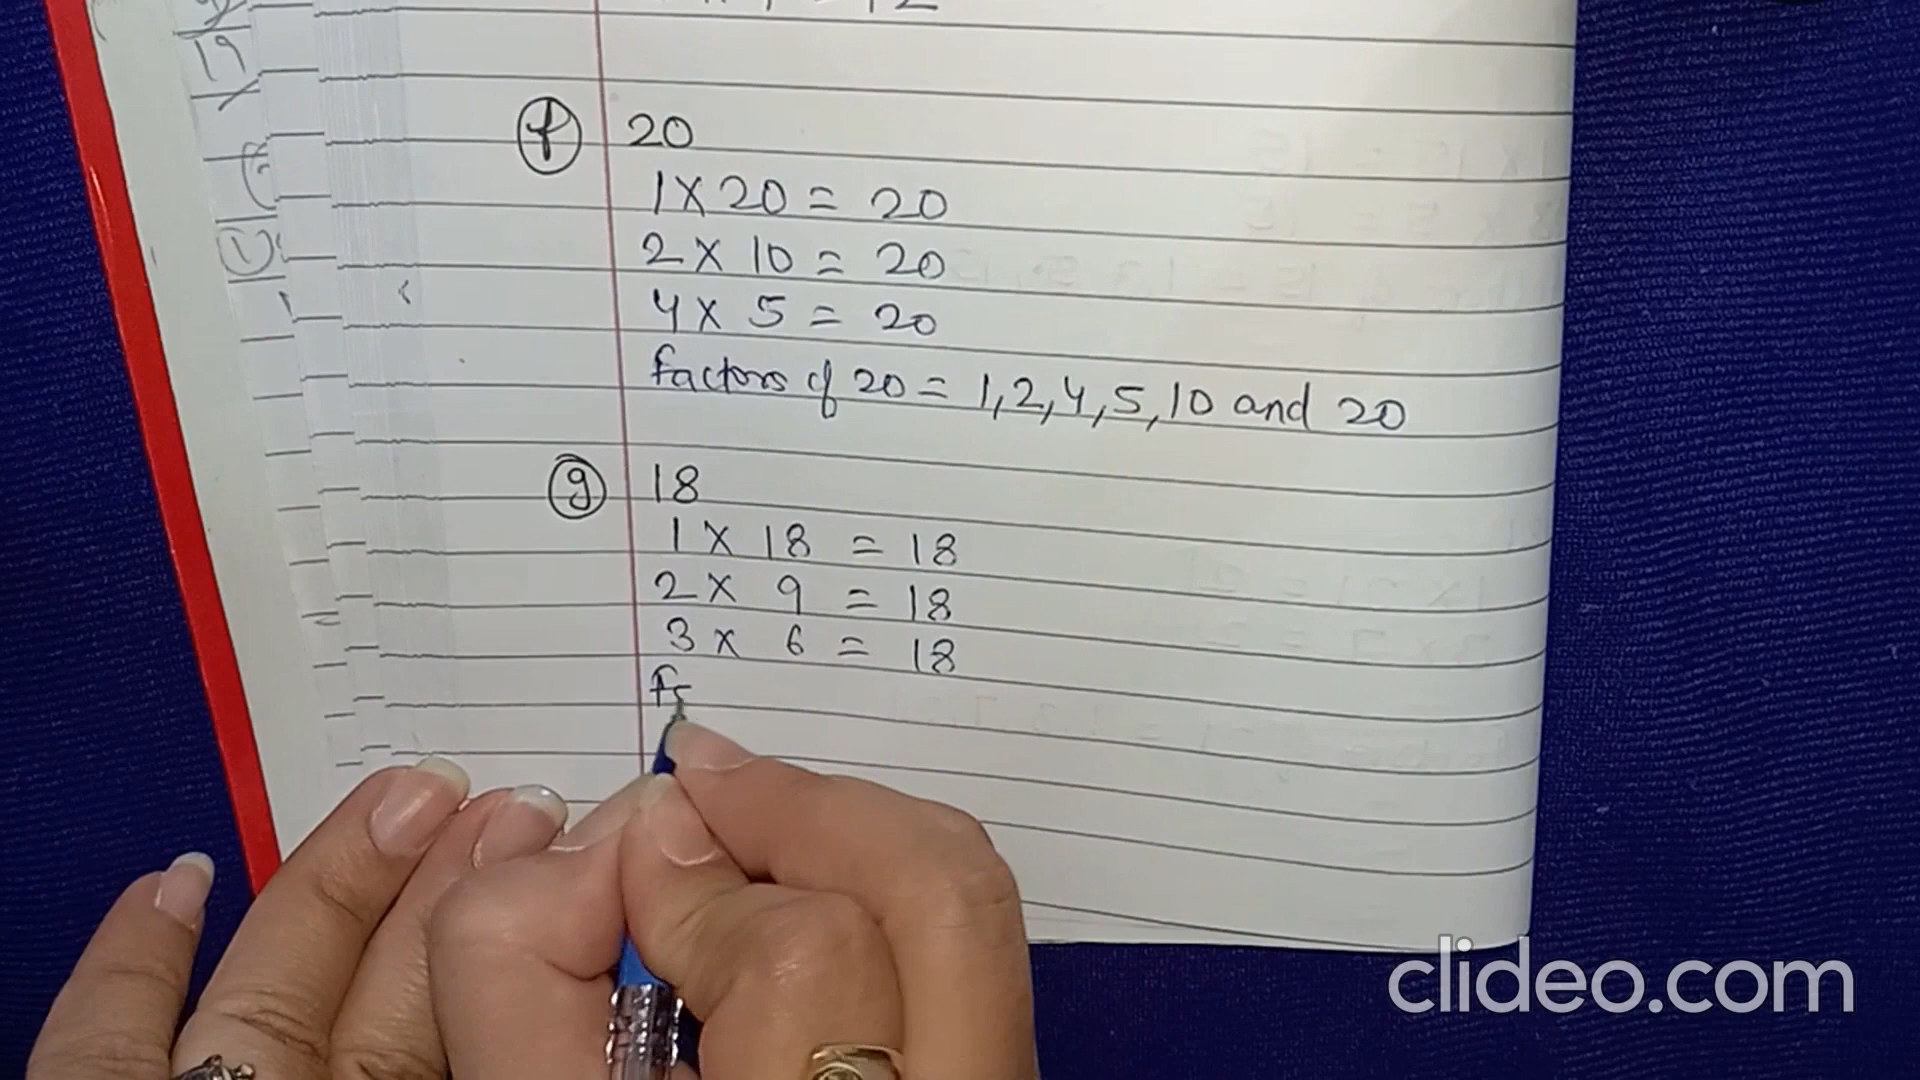 19
f 20
1 X 20 = 20
2 X 10 = 20
4 X 5 = 20
factors of 20 = 1, 2, 4, 5, 10 and 20
g 18
1 X 18 = 18
2 X 9 = 18
3 X 6 = 18
clideo.com